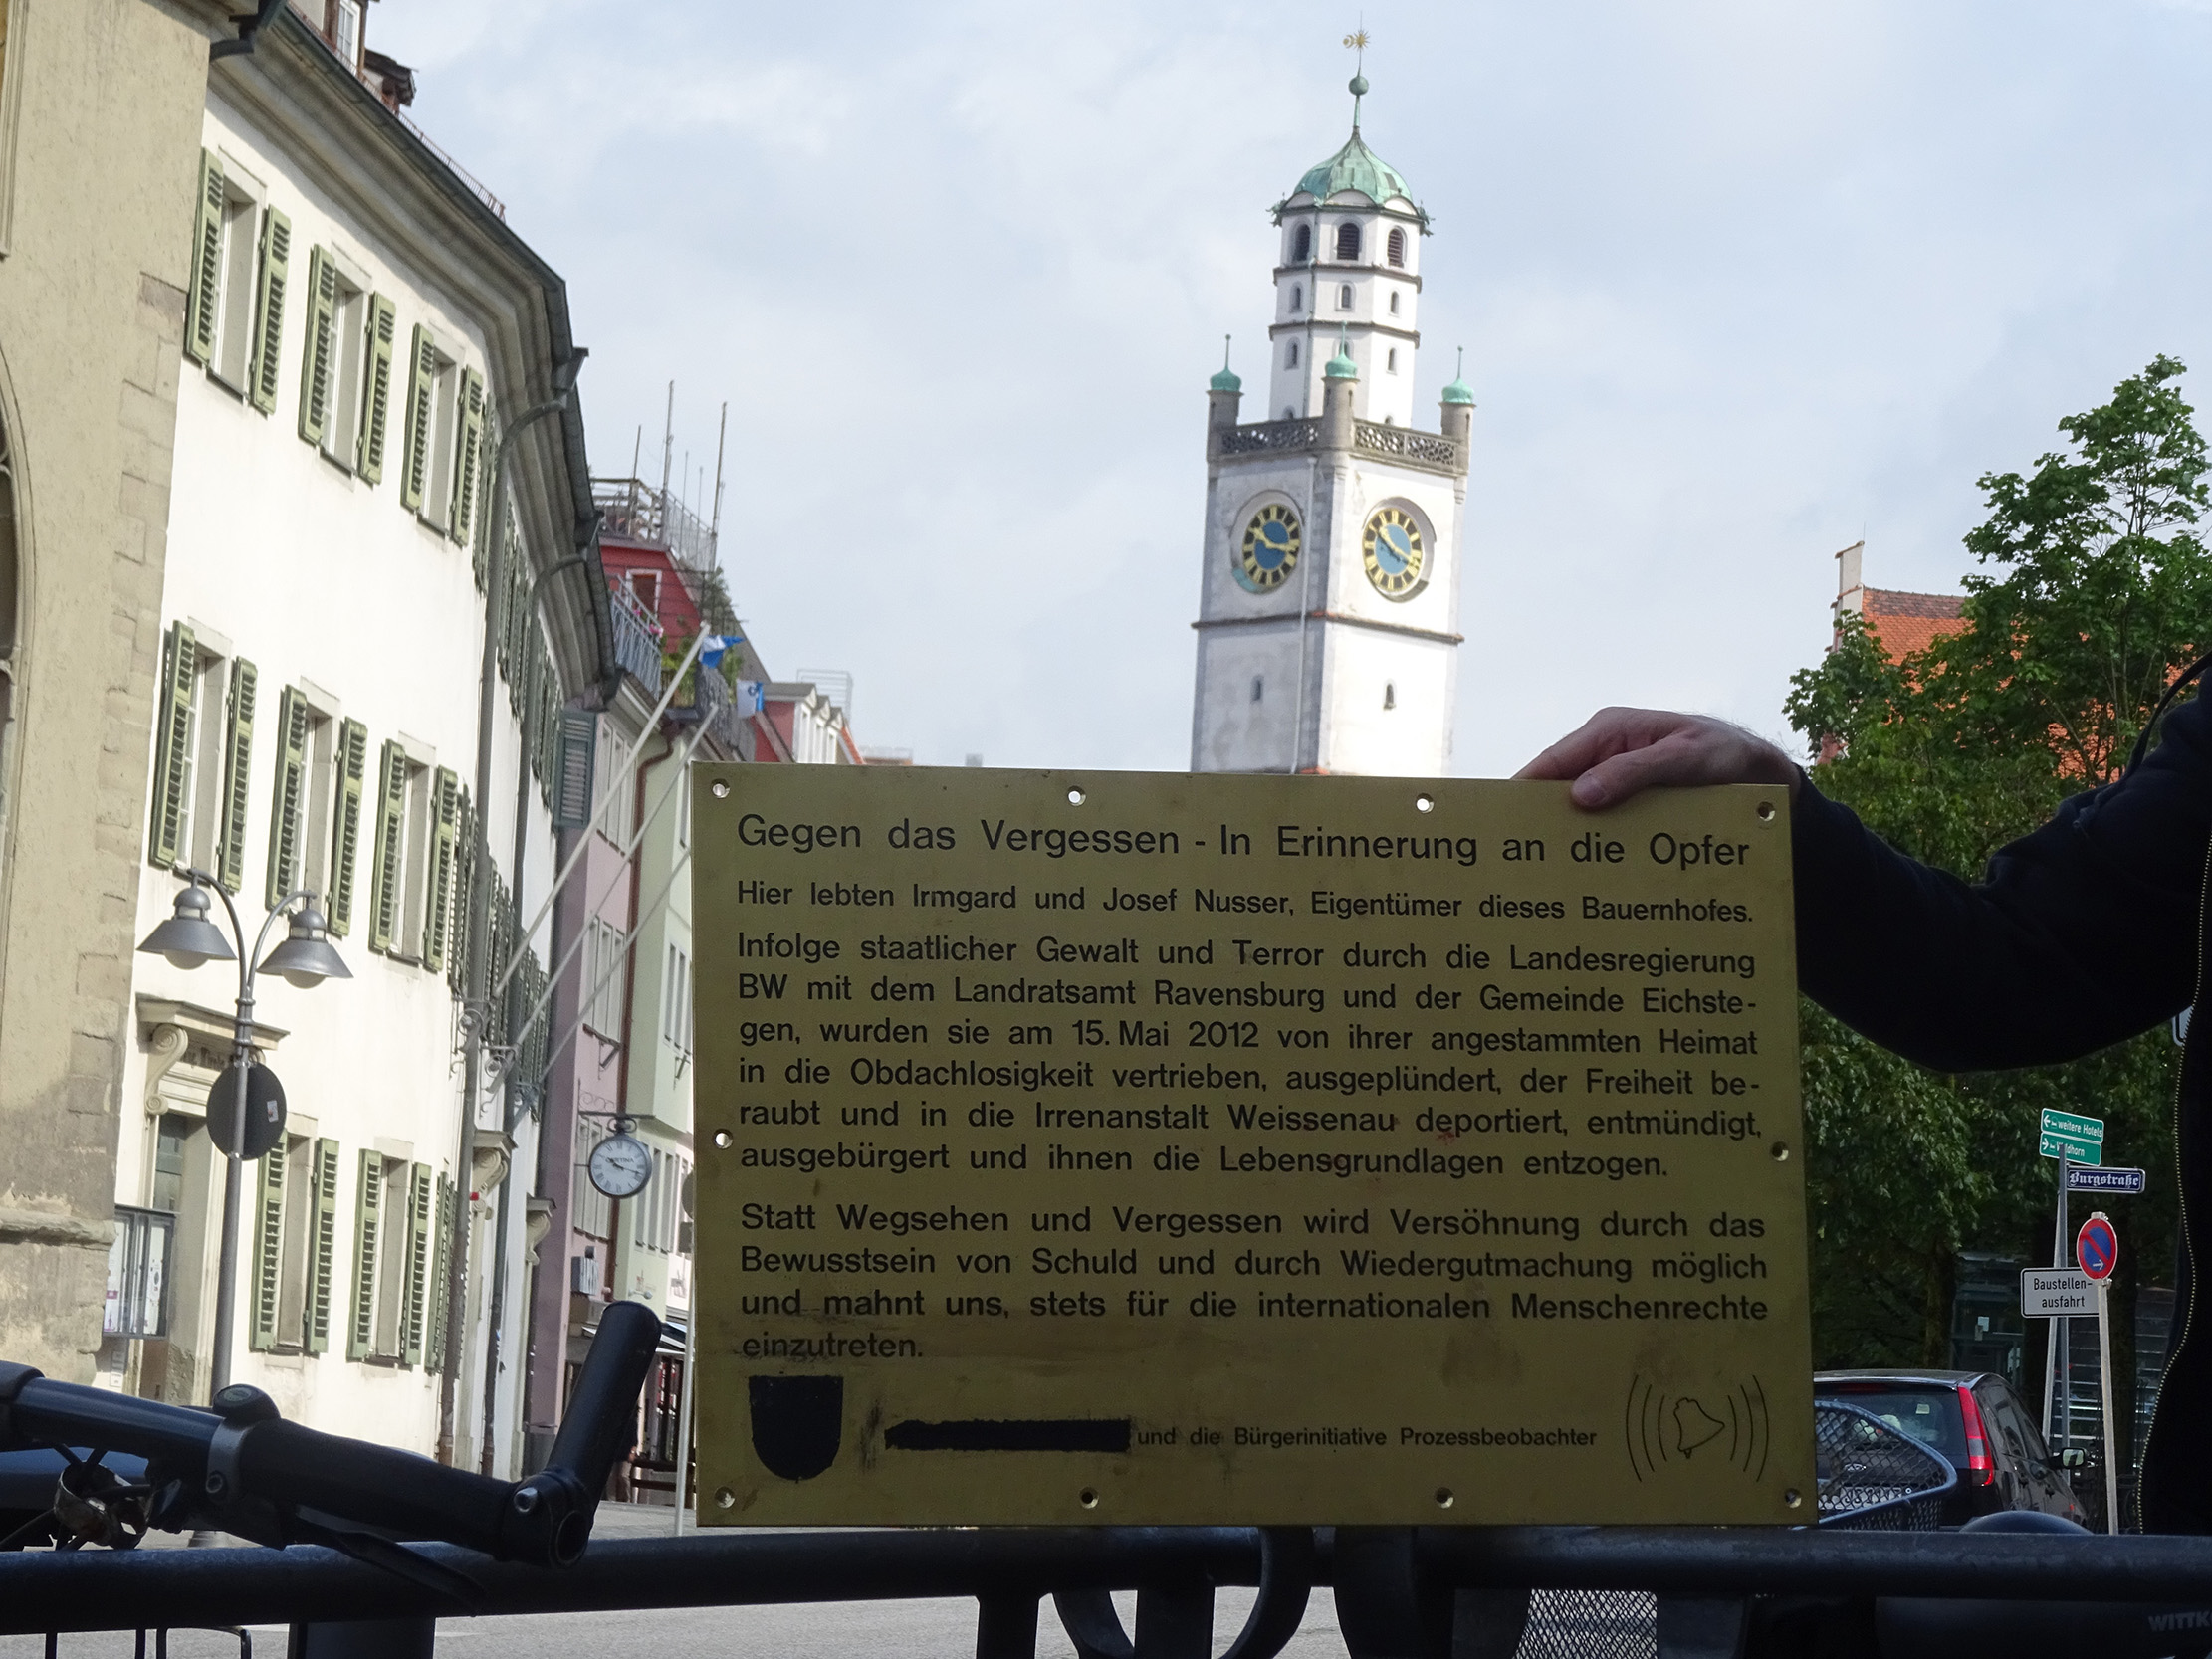 Gegen das Vergessen - In Erinnerung an die Opfer
Hier lebten Irmgard und Josef Nusser, Eigentümer dieses Bauernhofes.
Infolge staatlicher Gewalt und Terror durch die Landesregierung
BW mit dem Landratsamt Ravensburg und der Gemeinde Eichste-
gen, wurden sie am 15. Mai 2012 von ihrer angestammten Heimat
in die Obdachlosigkeit vertrieben, ausgeplündert, der Freiheit be-
raubt und in die Irrenanstalt Weissenau deportiert, entmündigt,
ausgebürgert und ihnen die Lebensgrundlagen entzogen.
Statt Wegsehen und Vergessen wird Versöhnung durch das
Bewusstsein von Schuld und durch Wiedergutmachung möglich
und mahnt uns, stets für die internationalen Menschenrechte
einzutreten.
und die Bürgerinitiative Prozessbeobachter
weitere Hotels
Burgstraße
Baustellen-
ausfahrt